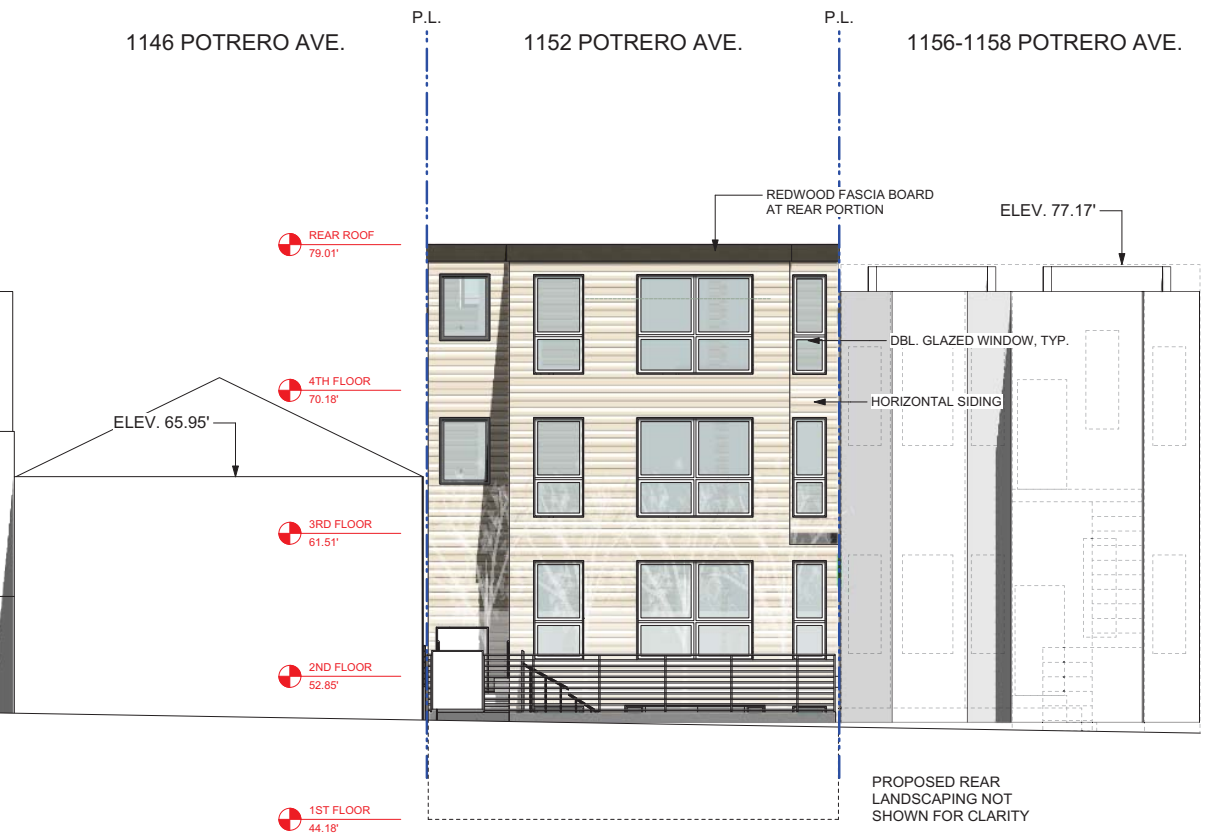 P.L.
P.L.
1146 POTRERO AVE.
1152 POTRERO AVE.
1156-1158 POTRERO AVE.
REDWOOD FASCIA BOARD
AT REAR PORTION
ELEV. 77.17'
REAR ROOF
79.01'
DBL. GLAZED WINDOW, TYP.
4TH FLOOR
70.18'
HORIZONTAL SIDING
ELEV. 65.95'
3RD FLOOR
61.51'
2ND FLOOR
52.85'
PROPOSED REAR
LANDSCAPING NOT
SHOWN FOR CLARITY
1ST FLOOR
44.18'